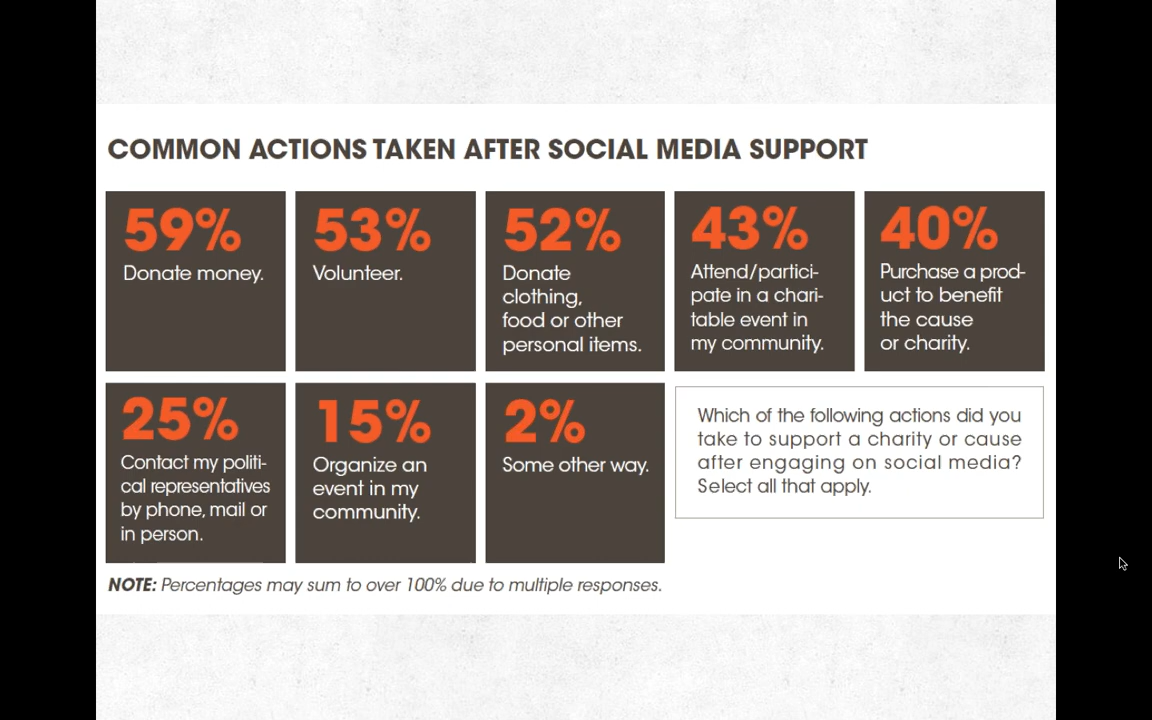 COMMON ACTIONS TAKEN AFTER SOCIAL MEDIA SUPPORT
59%
Donate money.
53%
Volunteer.
52%
Donate
clothing,
food or other
personal items.
43%
Attend/partici-
pate in a chari-
table event in
my community.
40%
Purchase a prod-
uct to benefit
the cause
or charity.
25%
Contact my politi-
cal representatives
by phone, mail or
in person.
15%
Organize an
event in my
community.
2%
Some other way.
Which of the following actions did you
take to support a charity or cause
after engaging on social media?
Select all that apply.
NOTE: Percentages may sum to over 100% due to multiple responses.